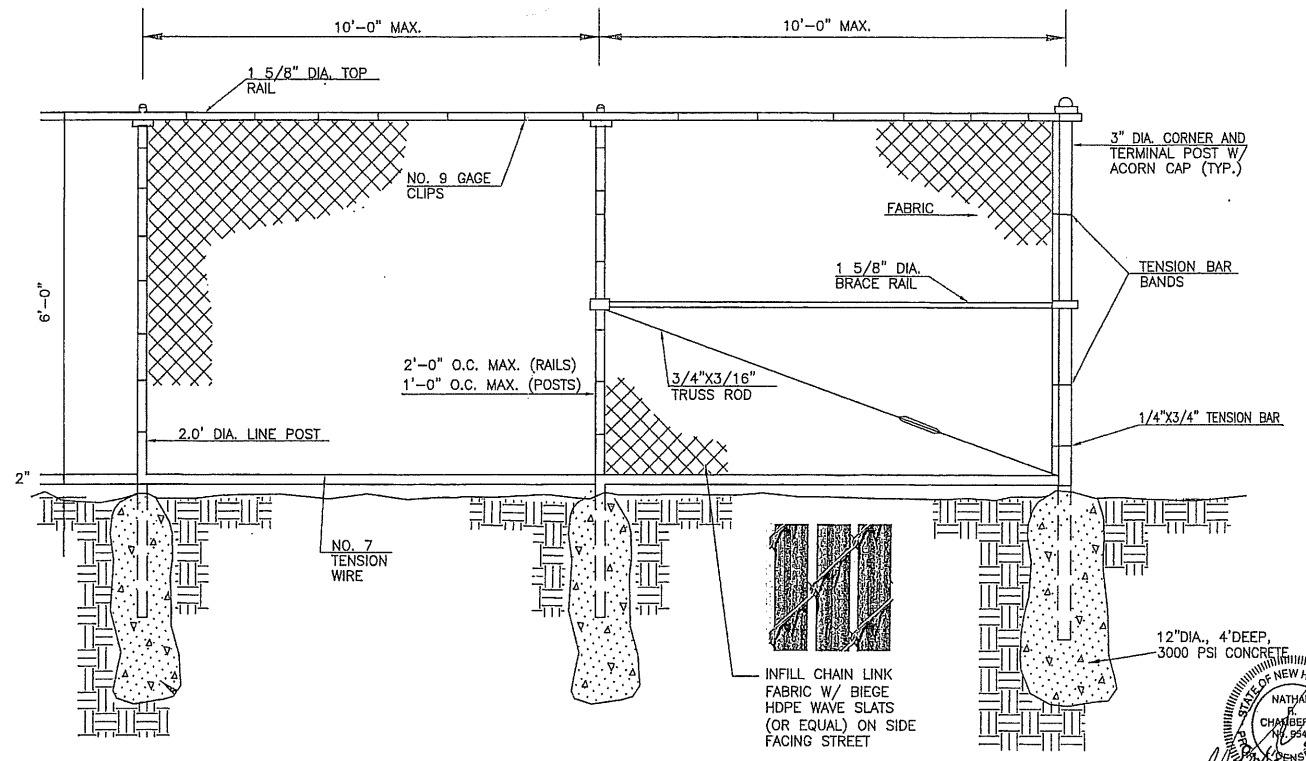 10'-0" MAX.
10'-0" MAX.
1 5/8" DIA. TOP
RAIL
NO. 9 GAGE
CLIPS
3" DIA. CORNER AND
TERMINAL POST W/
ACORN CAP (TYP.)
FABRIC
1 5/8" DIA.
BRACE RAIL
TENSION BAR
BANDS
6'-0"
2'-0" O.C. MAX. (RAILS)
1'-0" O.C. MAX. (POSTS)
3/4"X3/16"
TRUSS ROD
2.0' DIA. LINE POST
1/4"X3/4" TENSION BAR
2"
NO. 7
TENSION
WIRE
12"DIA., 4'DEEP,
3000 PSI CONCRETE
INFILL CHAIN LINK
FABRIC W/ BIEGE
HDPE WAVE SLATS
(OR EQUAL) ON SIDE
FACING STREET
STATE OF NEW H
R.